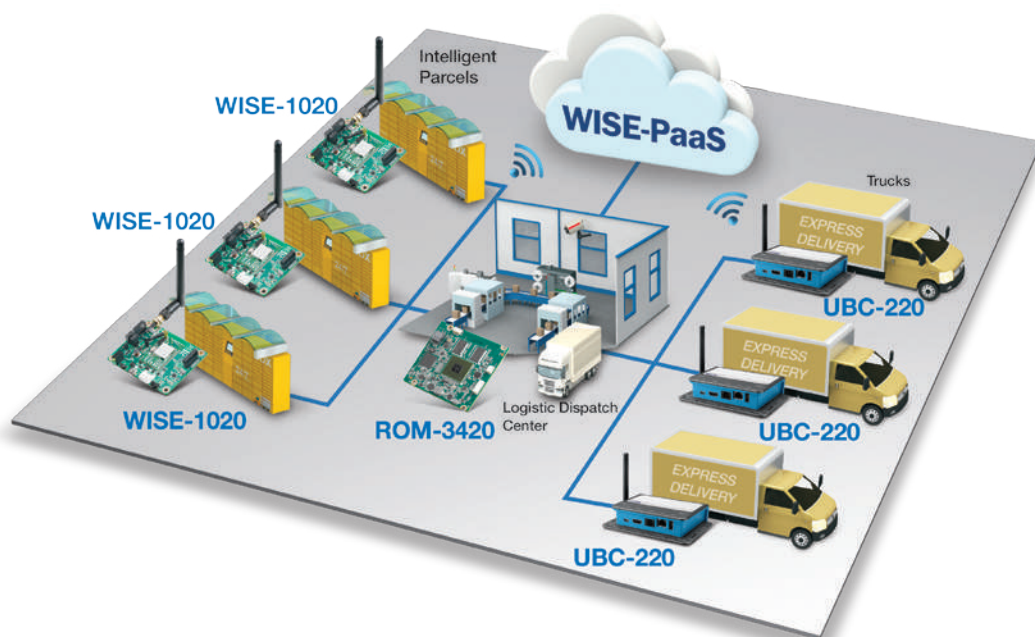 Intelligent
Parcels
WISE-1020
WISE-PaaS
Trucks
WISE-1020
EXPRESS
DELIVERY
UBC-220
WISE-1020
ROM-3420
Logistic Dispatch
Center
EXPRESS
DELIVERY
UBC-220
EXPRESS
DELIVERY
UBC-220